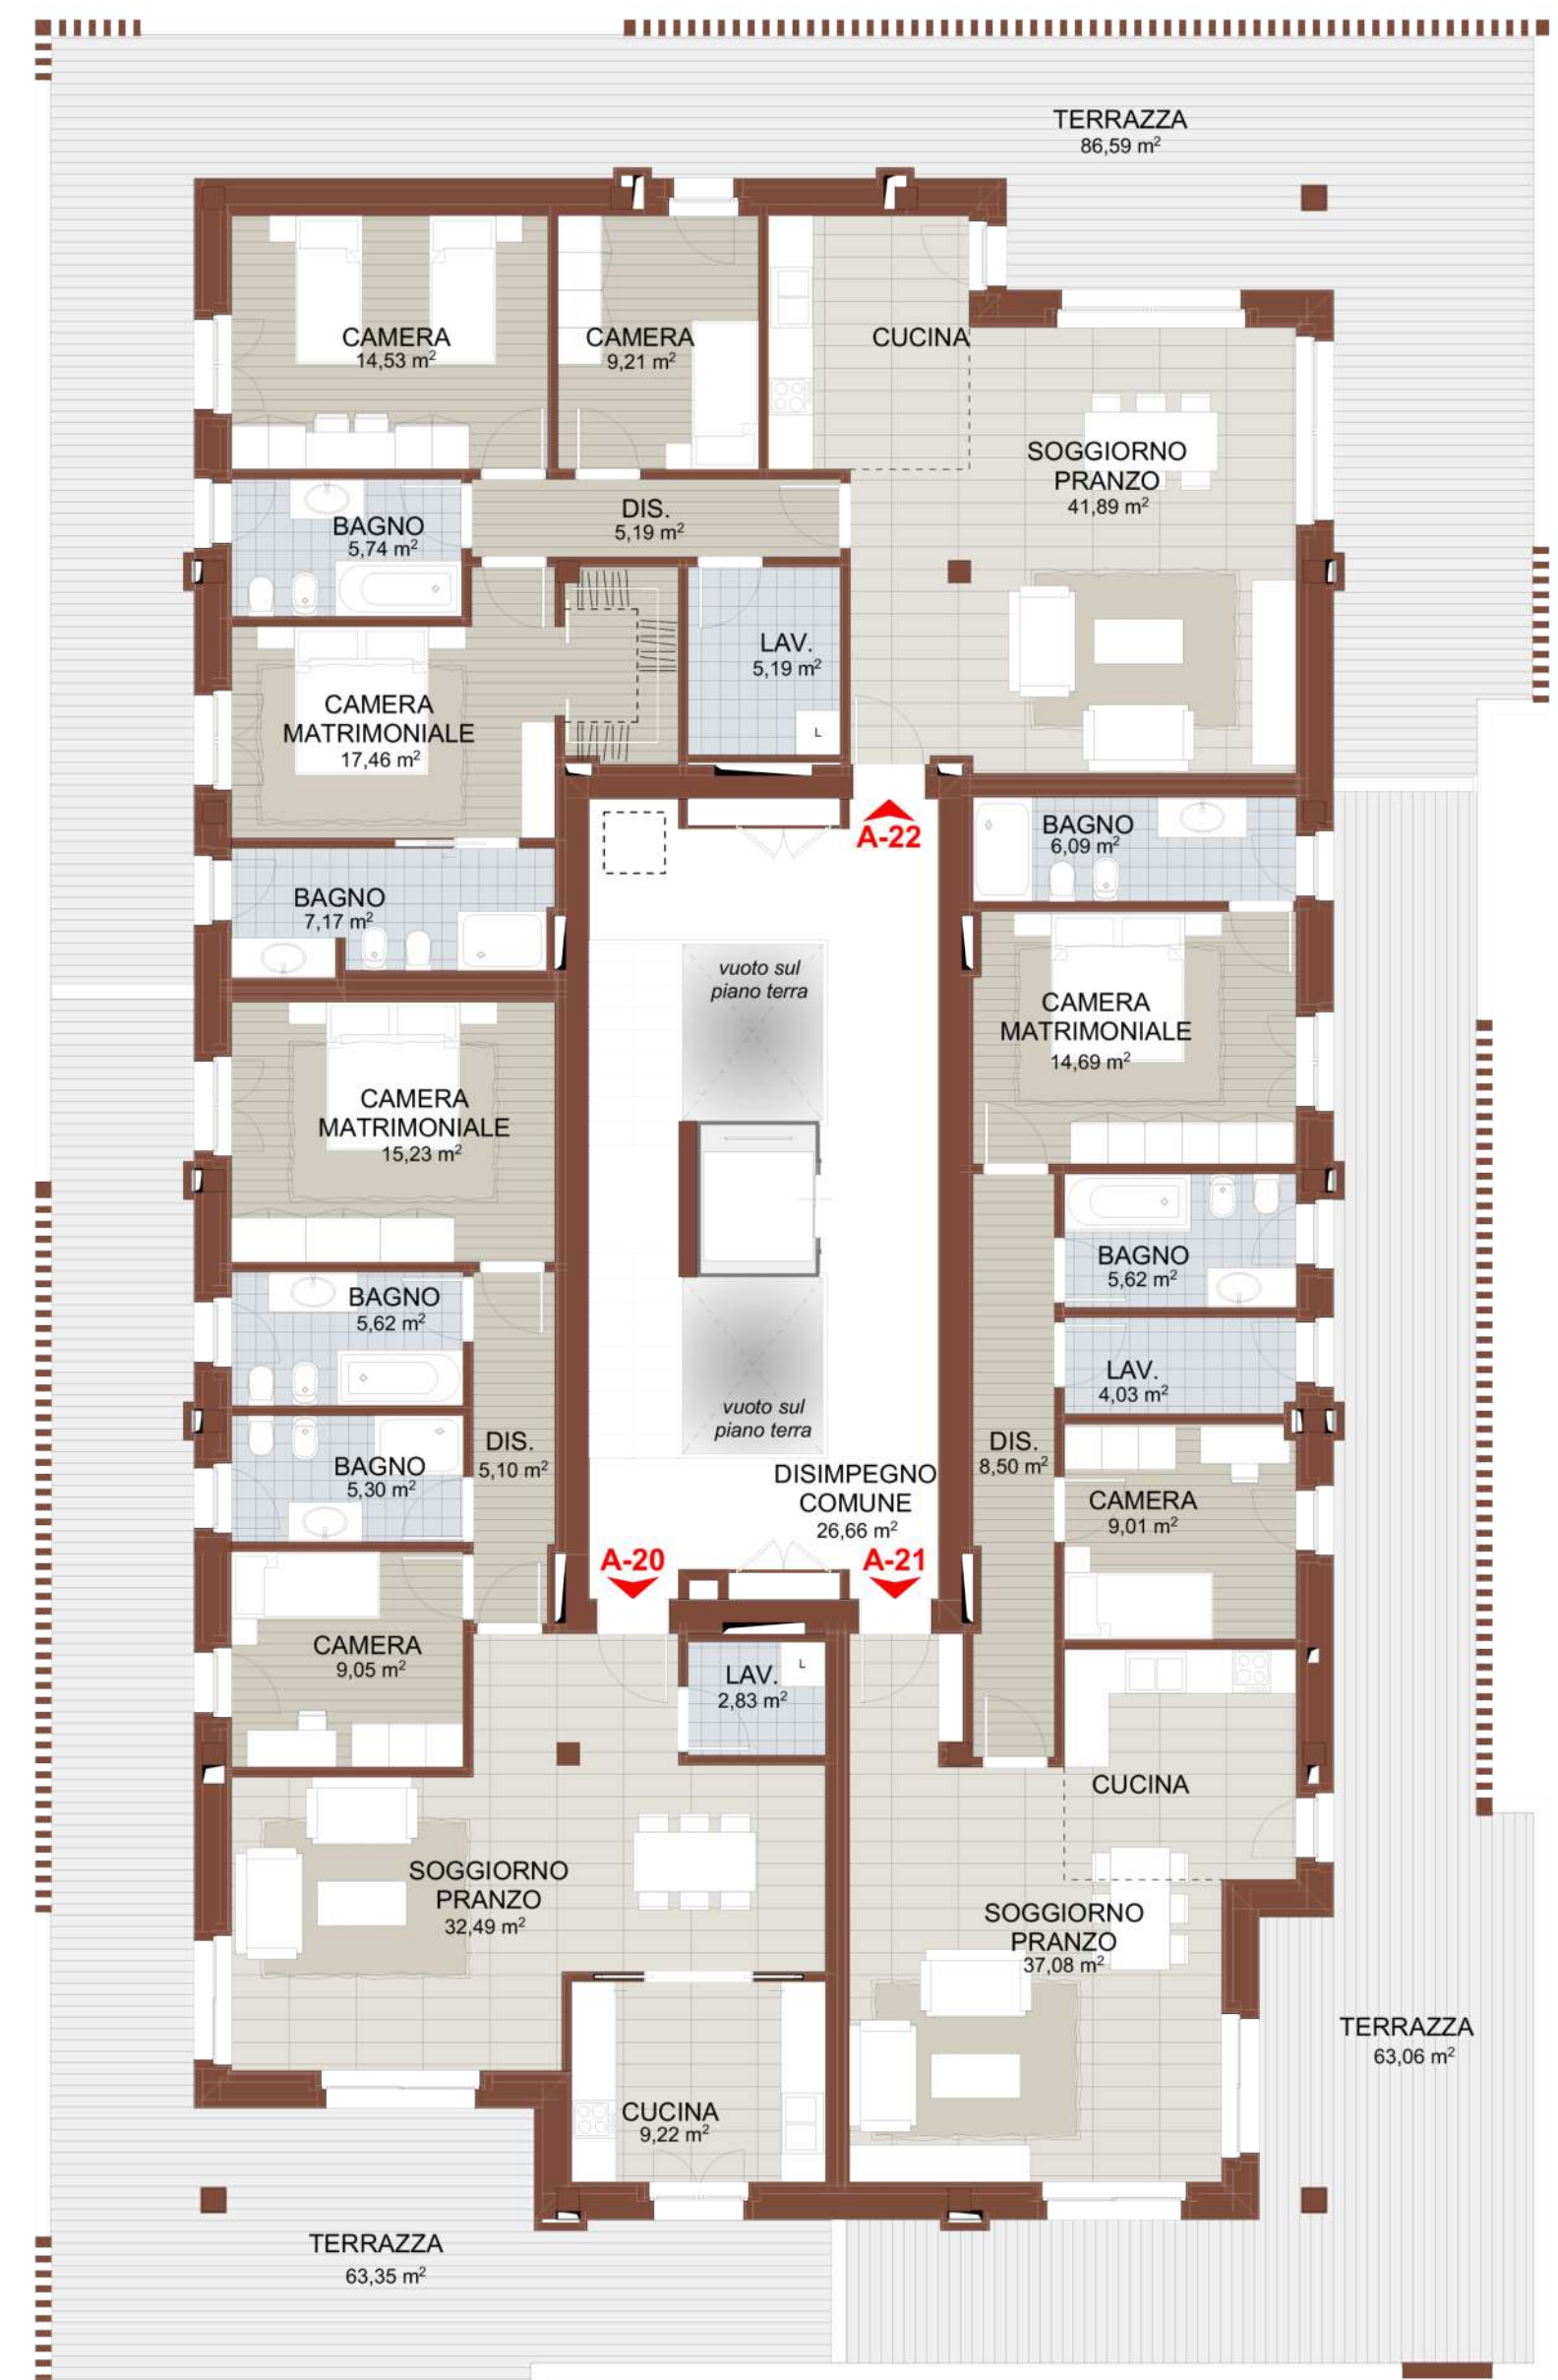 TERRAZZA
86,59 m²
CAMERA
14,53 m²
CAMERA
9,21 m²
CUCINA
SOGGIORNO
PRANZO
41,89 m²
BAGNO
5,74 m²
DIS.
5,19 m²
LAV.
5,19 m²
L
CAMERA
MATRIMONIALE
17,46 m²
A-22
BAGNO
6,09 m²
BAGNO
7,17 m²
vuoto sul
piano terra
CAMERA
MATRIMONIALE
14,69 m²
CAMERA
MATRIMONIALE
15,23 m²
BAGNO
5,62 m²
BAGNO
5,62 m²
LAV.
4,03 m²
vuoto sul
piano terra
DIS.
5,10 m²
BAGNO
5,30 m²
DIS.
8,50 m²
DISIMPEGNO
COMUNE
26,66 m²
CAMERA
9,01 m²
A-20
A-21
CAMERA
9,05 m²
LAV.
2,83 m²
L
CUCINA
SOGGIORNO
PRANZO
32,49 m²
SOGGIORNO
PRANZO
37,08 m²
TERRAZZA
63,06 m²
CUCINA
9,22 m²
TERRAZZA
63,35 m²